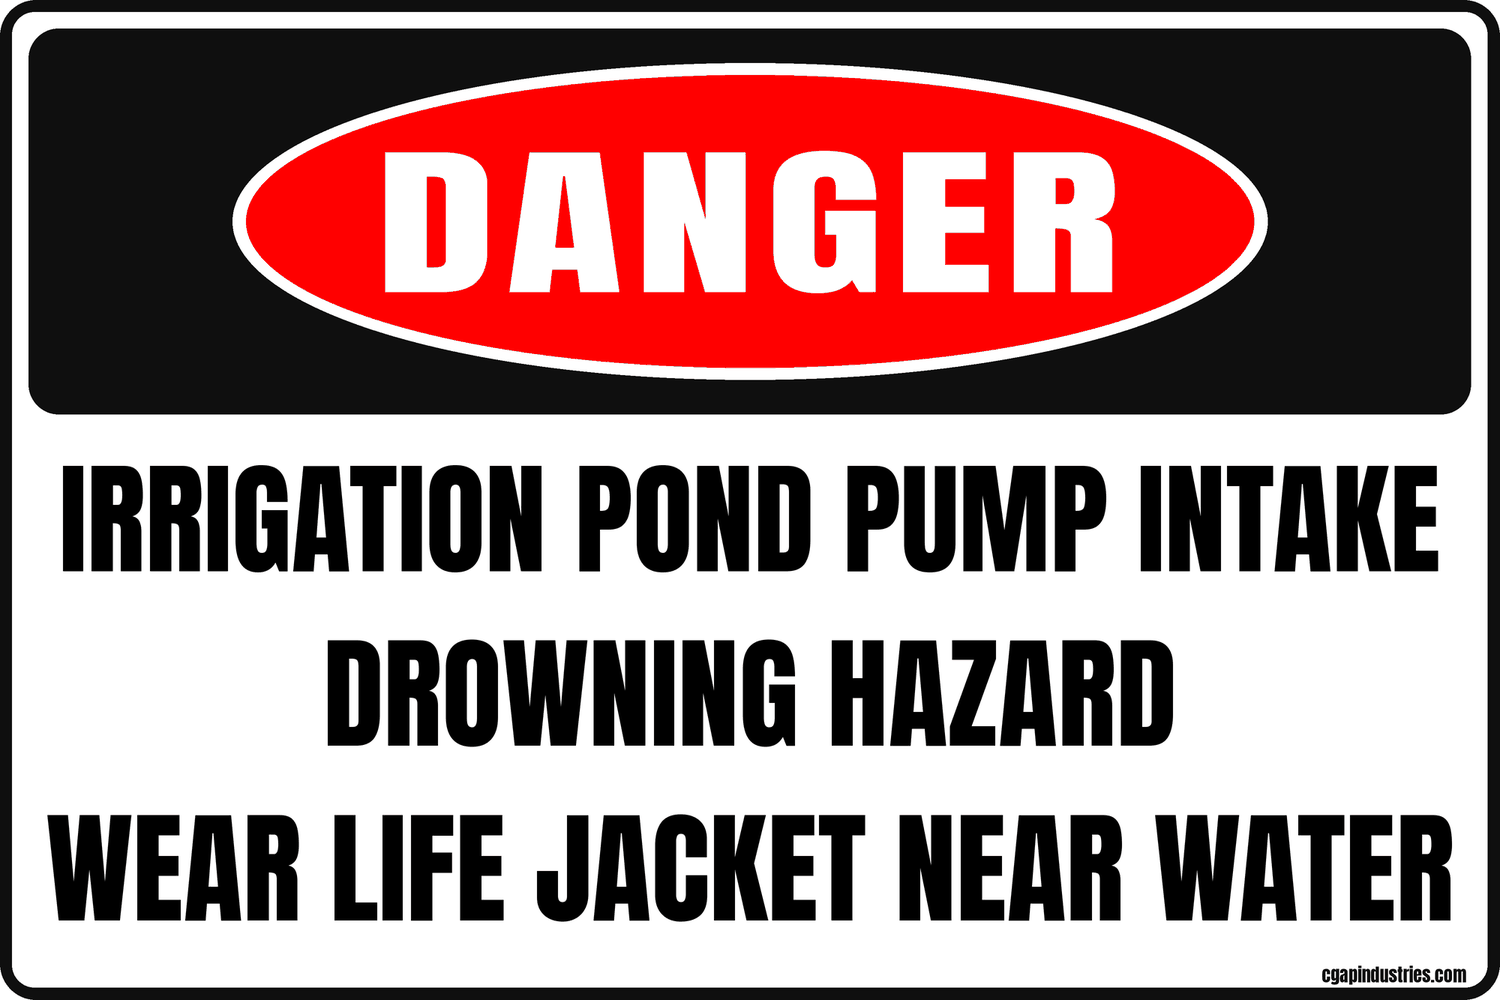 DANGER
IRRIGATION POND PUMP INTAKE
DROWNING HAZARD
WEAR LIFE JACKET NEAR WATER
cgapindustries.com